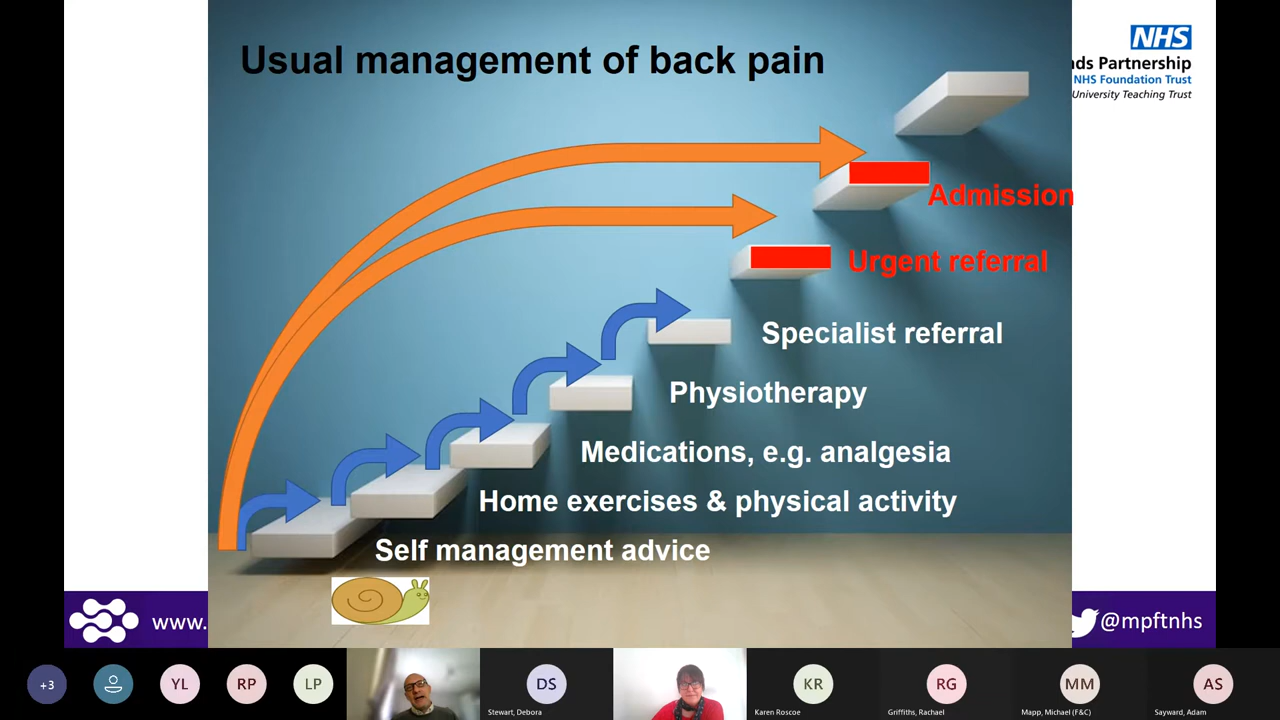 Usual management of back pain
NHS
ds Partnership
NHS Foundation Trust
University Teaching Trust
Admission
Urgent referral
Specialist referral
Physiotherapy
Medications, e.g. analgesia
Home exercises & physical activity
Self management advice
www.
@mpftnhs
+3
YL
RP
LP
DS
KR
RG
MM
AS
Stewart, Debora
Karen Roscoe
Griffiths, Rachael
Mapp, Michael (F&C)
Sayward, Adam